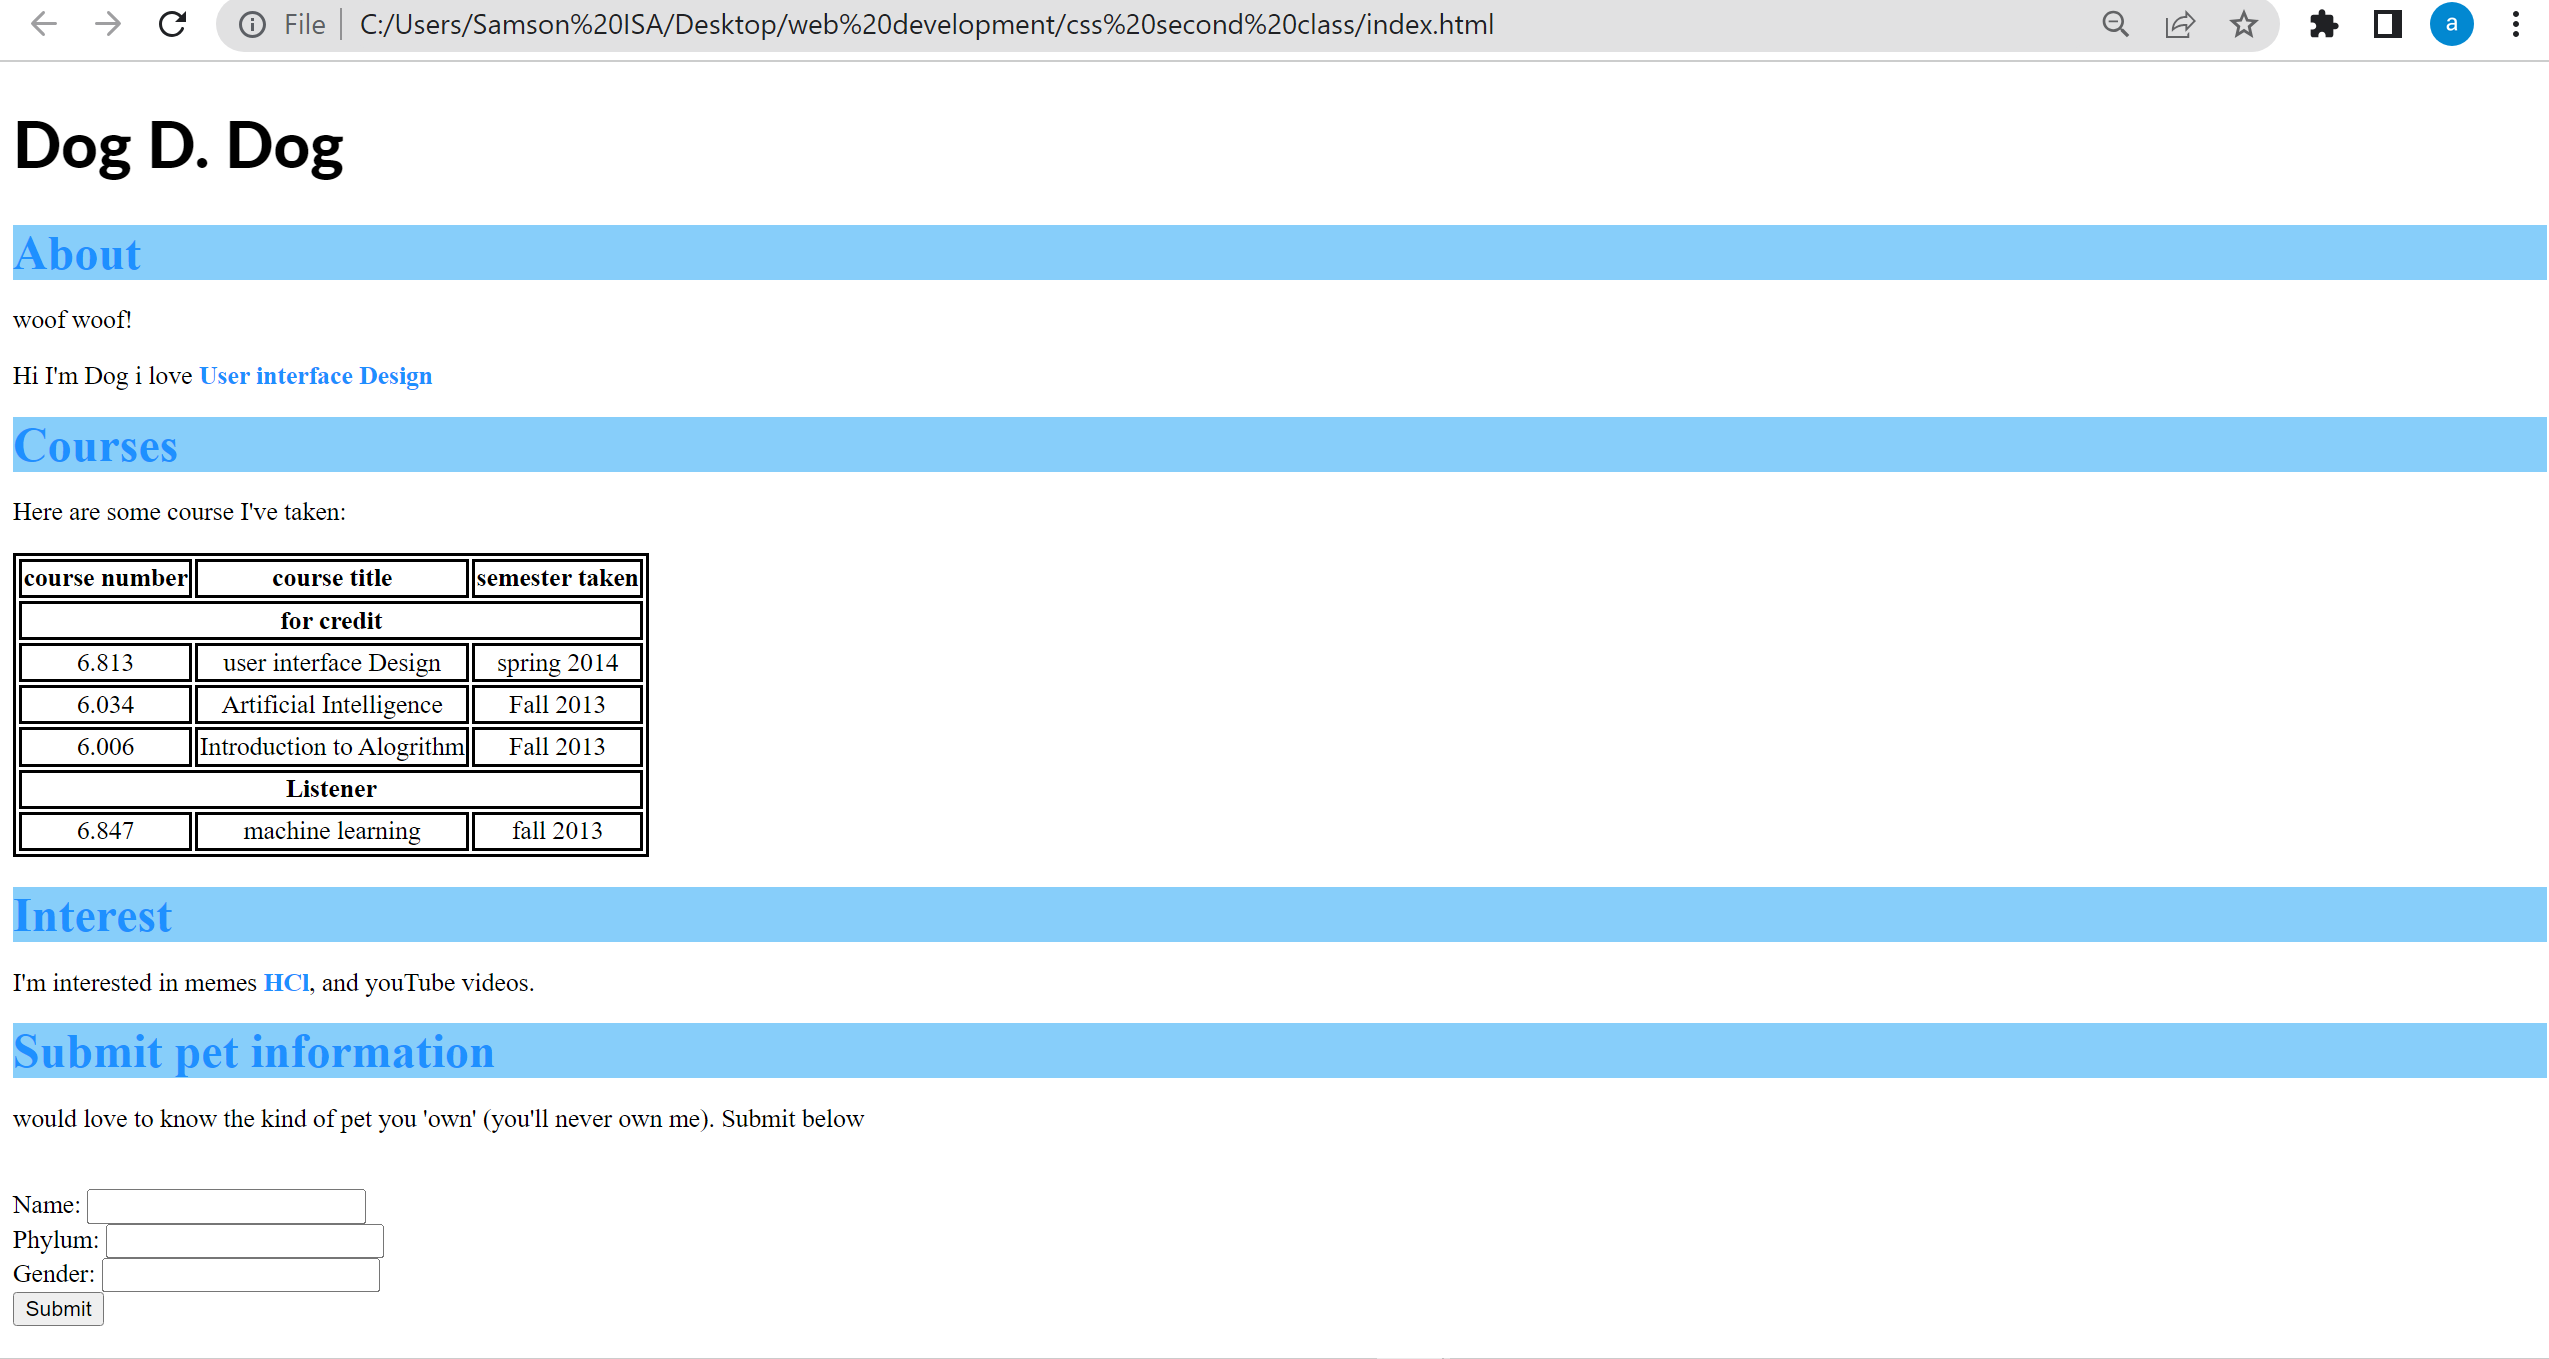 File C:/Users/Samson%20ISA/Desktop/web%20development/css%20second%20class/index.html a
Dog D. Dog
About
woof woof!
Hi I'm Dog i love User interface Design
Courses
Here are some course I've taken:
course number course title semester taken
for credit
6.813 user interface Design spring 2014
6.034 Artificial Intelligence Fall 2013
6.006 Introduction to Alogrithm Fall 2013
Listener
6.847 machine learning fall 2013
Interest
I'm interested in memes HCl, and youTube videos.
Submit pet information
would love to know the kind of pet you 'own' (you'll never own me). Submit below
Name:
Phylum:
Gender:
Submit